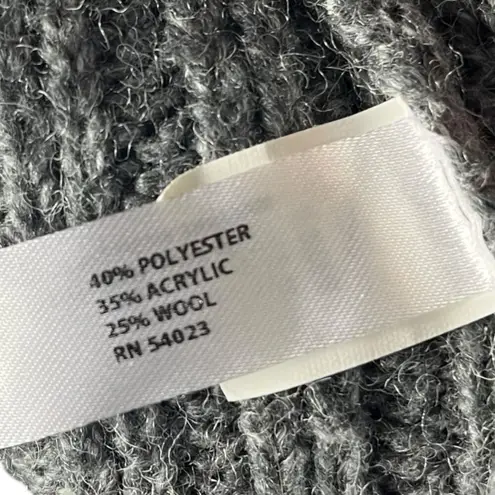 40% POLYESTER
35% ACRYLIC
25% WOOL
RN 54023